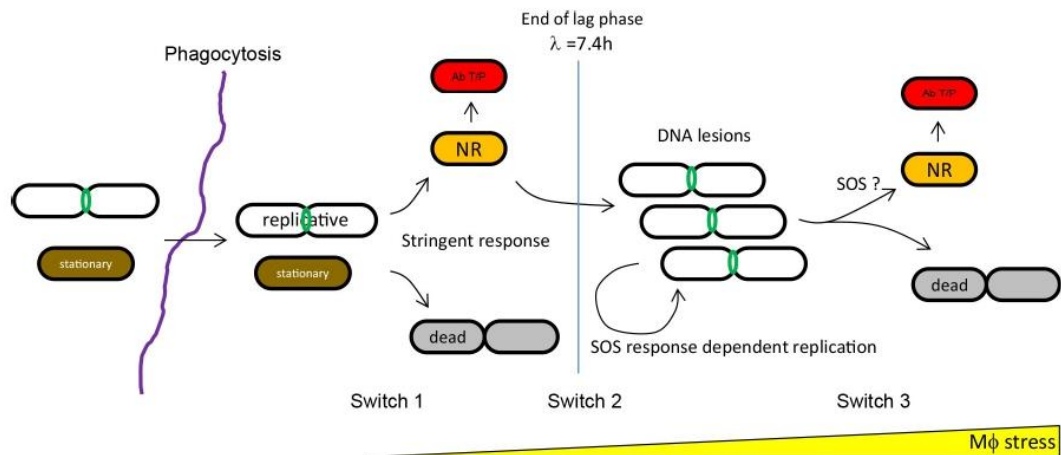 End of lag phase
λ =7.4h
Phagocytosis
Ab T/P
NR
Ab T/P
NR
DNA lesions
SOS ?
replicative
Stringent response
stationary
stationary
dead
dead
SOS response dependent replication
Switch 1
Switch 2
Switch 3
Mϕ stress